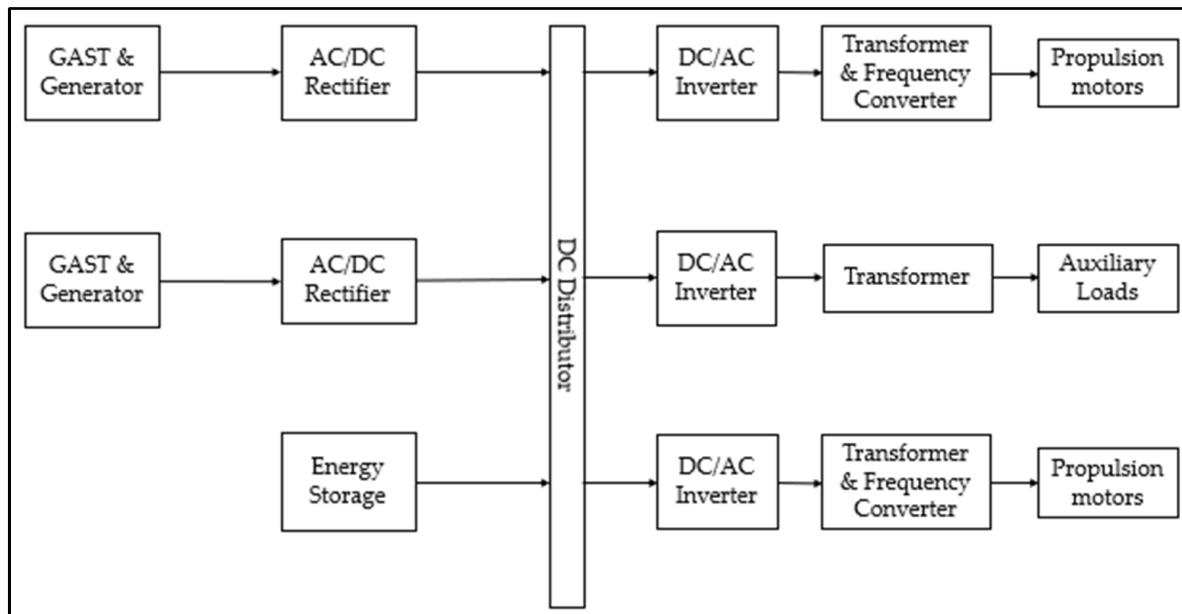 GAST &
Generator
AC/DC
Rectifier
DC/AC
Inverter
Transformer
& Frequency
Converter
Propulsion
motors
GAST &
Generator
AC/DC
Rectifier
DC Distributor
DC/AC
Inverter
Transformer
Auxiliary
Loads
Energy
Storage
DC/AC
Inverter
Transformer
& Frequency
Converter
Propulsion
motors